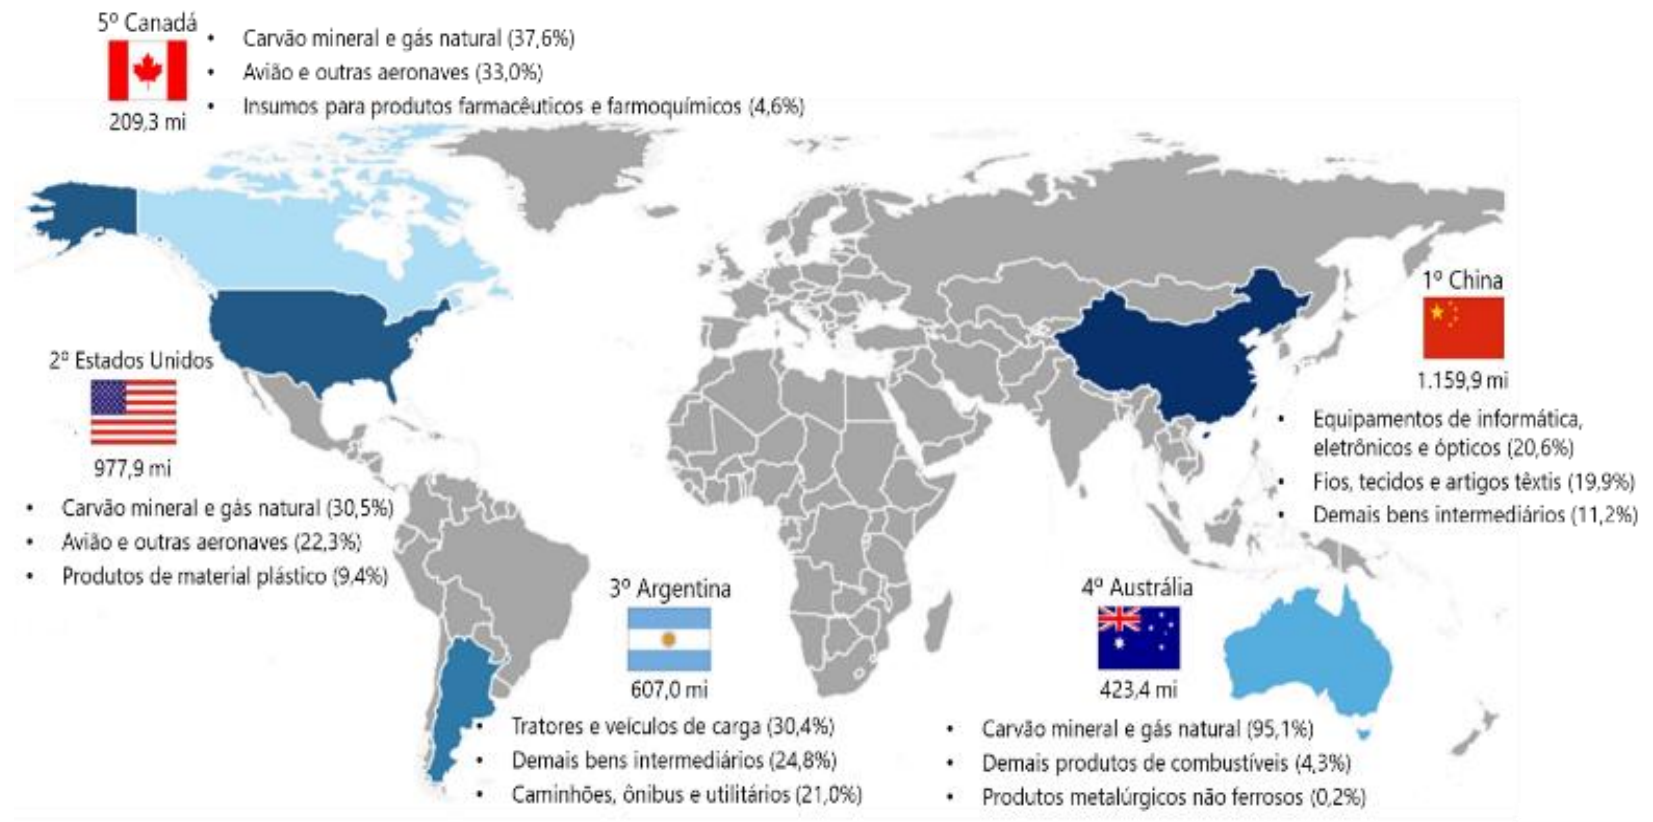 5º Canadá
209,3 mi
• Carvão mineral e gás natural (37,6%)
• Avião e outras aeronaves (33,0%)
• Insumos para produtos farmacêuticos e farmoquímicos (4,6%)
2º Estados Unidos
977,9 mi
• Carvão mineral e gás natural (30,5%)
• Avião e outras aeronaves (22,3%)
• Produtos de material plástico (9,4%)
1º China
1.159,9 mi
• Equipamentos de informática,
eletrônicos e ópticos (20,6%)
• Fios, tecidos e artigos têxtis (19,9%)
• Demais bens intermediários (11,2%)
3º Argentina
607,0 mi
• Tratores e veículos de carga (30,4%)
• Demais bens intermediários (24,8%)
• Caminhões, ônibus e utilitários (21,0%)
4º Austrália
423,4 mi
• Carvão mineral e gás natural (95,1%)
• Demais produtos de combustíveis (4,3%)
• Produtos metalúrgicos não ferrosos (0,2%)